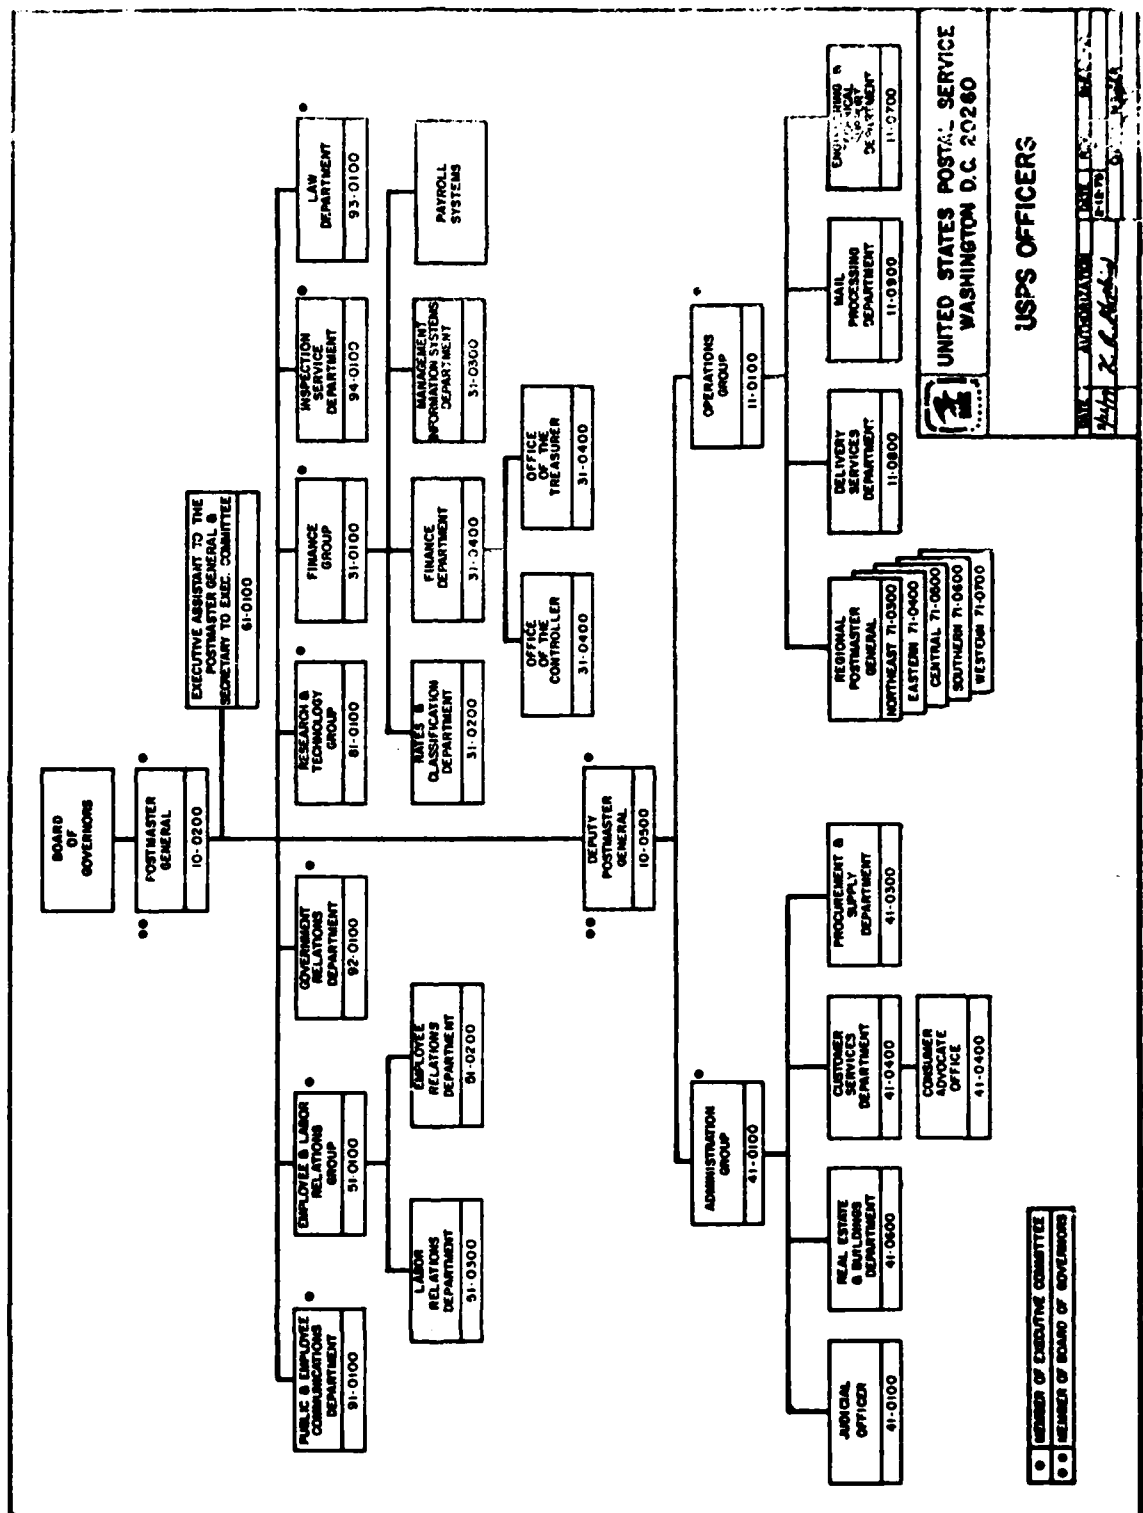 BOARD
OF
GOVERNORS
POSTMASTER
GENERAL
10-0200
EXECUTIVE ASSISTANT TO THE
POSTMASTER GENERAL &
SECRETARY TO EXEC. COMMITTEE
61-0100
PUBLIC & EMPLOYEE
COMMUNICATIONS
DEPARTMENT
91-0100
EMPLOYEE & LABOR
RELATIONS
GROUP
51-0100
GOVERNMENT
RELATIONS
DEPARTMENT
92-0100
RESEARCH &
TECHNOLOGY
GROUP
81-0100
FINANCE
GROUP
31-0100
INSPECTION
SERVICE
DEPARTMENT
94-0100
LAW
DEPARTMENT
93-0100
LABOR
RELATIONS
DEPARTMENT
51-0300
EMPLOYEE
RELATIONS
DEPARTMENT
51-0200
RATES &
CLASSIFICATION
DEPARTMENT
31-0200
FINANCE
DEPARTMENT
31-0400
MANAGEMENT
INFORMATION SYSTEMS
DEPARTMENT
31-0300
PAYROLL
SYSTEMS
OFFICE
OF THE
CONTROLLER
31-0400
OFFICE
OF THE
TREASURER
31-0400
DEPUTY
POSTMASTER
GENERAL
10-0500
ADMINISTRATION
GROUP
41-0100
OPERATIONS
GROUP
11-0100
JUDICIAL
OFFICER
41-0100
REAL ESTATE
& BUILDINGS
DEPARTMENT
41-0600
CUSTOMER
SERVICES
DEPARTMENT
41-0400
PROCUREMENT &
SUPPLY
DEPARTMENT
41-0300
REGIONAL
POSTMASTER
GENERAL
NORTHEAST 71-0300
EASTERN 71-0400
CENTRAL 71-0500
SOUTHERN 71-0600
WESTERN 71-0700
DELIVERY
SERVICES
DEPARTMENT
11-0800
MAIL
PROCESSING
DEPARTMENT
11-0900
ENGINEERING &
DEPARTMENT
11-0700
CONSUMER
ADVOCATE
OFFICE
41-0400
● MEMBER OF EXECUTIVE COMMITTEE
●● MEMBER OF BOARD OF GOVERNORS
UNITED STATES POSTAL SERVICE
WASHINGTON D.C. 20260
USPS OFFICERS
DATE AUTHORIZATION DATE